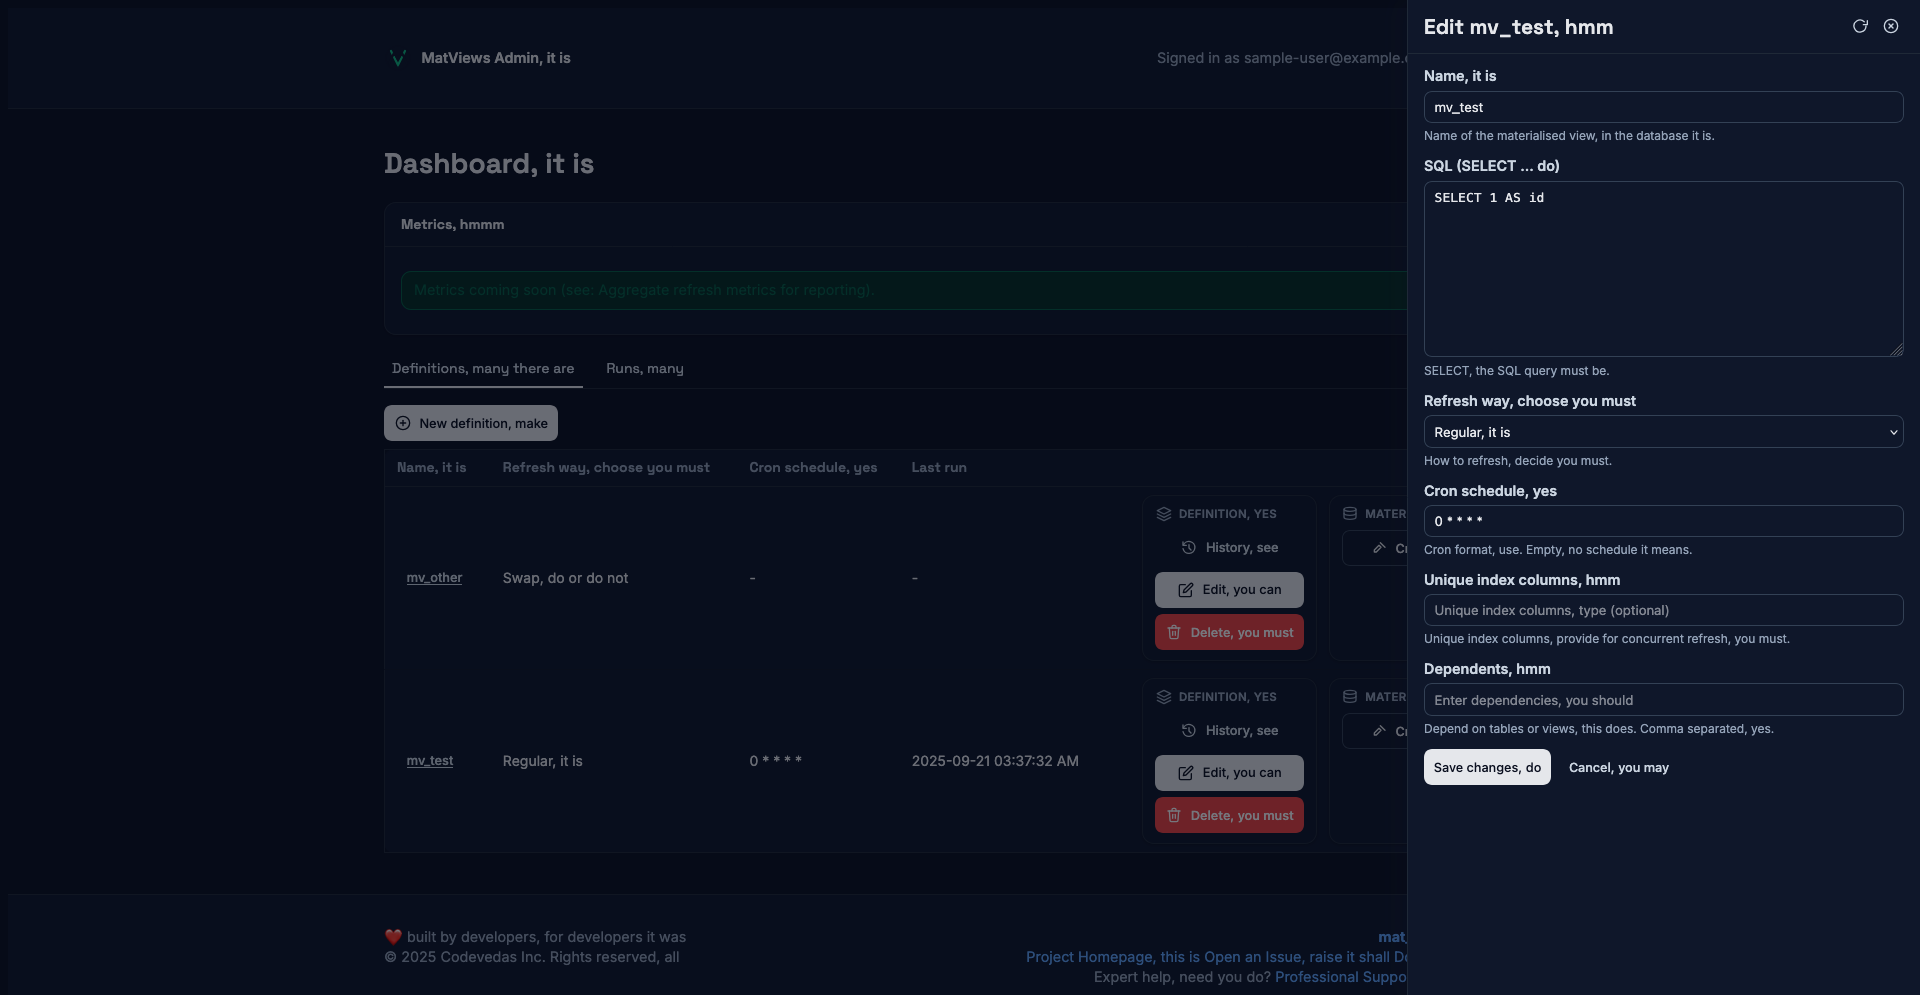 MatViews Admin, it is
Signed in as sample-user@example.
Dashboard, it is
Metrics, hmmm
Metrics coming soon (see: Aggregate refresh metrics for reporting).
Definitions, many there are
Runs, many
New definition, make
Name, it is
Refresh way, choose you must
Cron schedule, yes
Last run
mv_other
Swap, do or do not
-
-
DEFINITION, YES
History, see
Edit, you can
Delete, you must
MATER
mv_test
Regular, it is
0 * * * *
2025-09-21 03:37:32 AM
DEFINITION, YES
History, see
Edit, you can
Delete, you must
MATER
❤️ built by developers, for developers it was
© 2025 Codevedas Inc. Rights reserved, all
mat_
Project Homepage, this is Open an Issue, raise it shall
Expert help, need you do? Professional Suppo
Edit mv_test, hmm
Name, it is
mv_test
Name of the materialised view, in the database it is.
SQL (SELECT ... do)
SELECT 1 AS id
SELECT, the SQL query must be.
Refresh way, choose you must
Regular, it is
How to refresh, decide you must.
Cron schedule, yes
0 * * * *
Cron format, use. Empty, no schedule it means.
Unique index columns, hmm
Unique index columns, type (optional)
Unique index columns, provide for concurrent refresh, you must.
Dependents, hmm
Enter dependencies, you should
Depend on tables or views, this does. Comma separated, yes.
Save changes, do
Cancel, you may